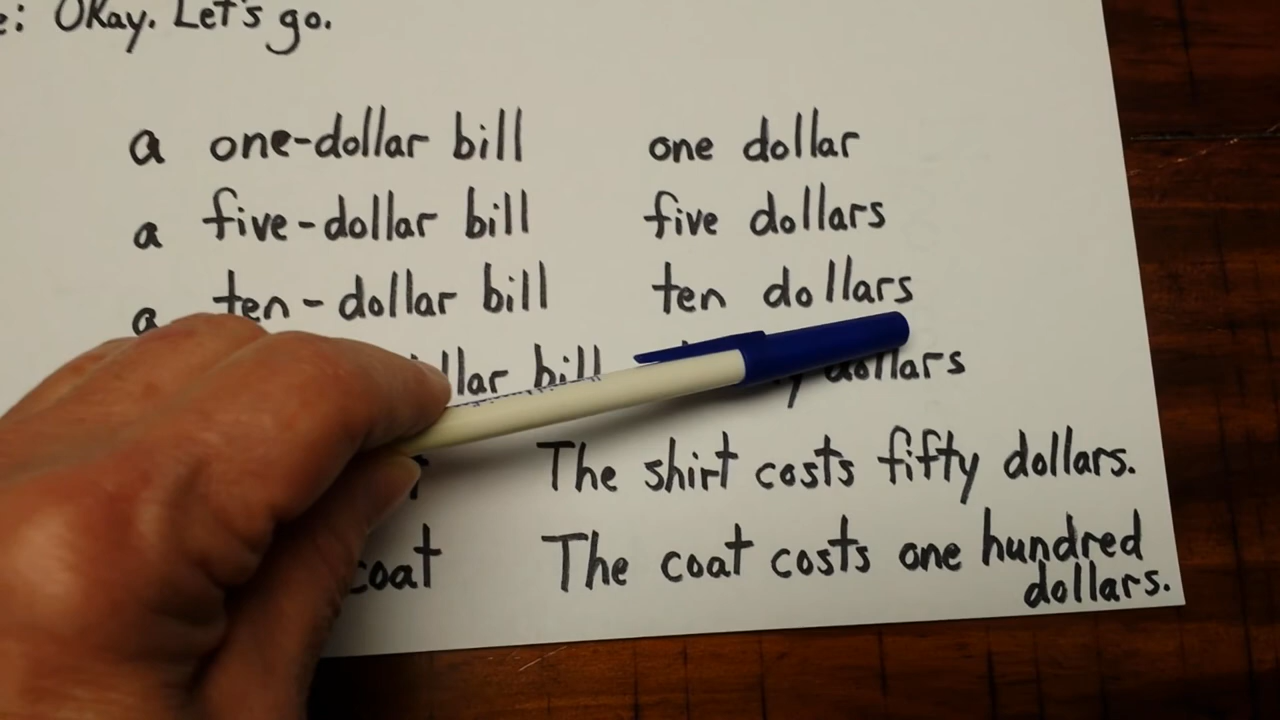 Okay. Let's go.
a one-dollar bill one dollar
a five-dollar bill five dollars
a ten-dollar bill ten dollars
bill dollars
The shirt costs fifty dollars.
coat The coat costs one hundred
dollars.